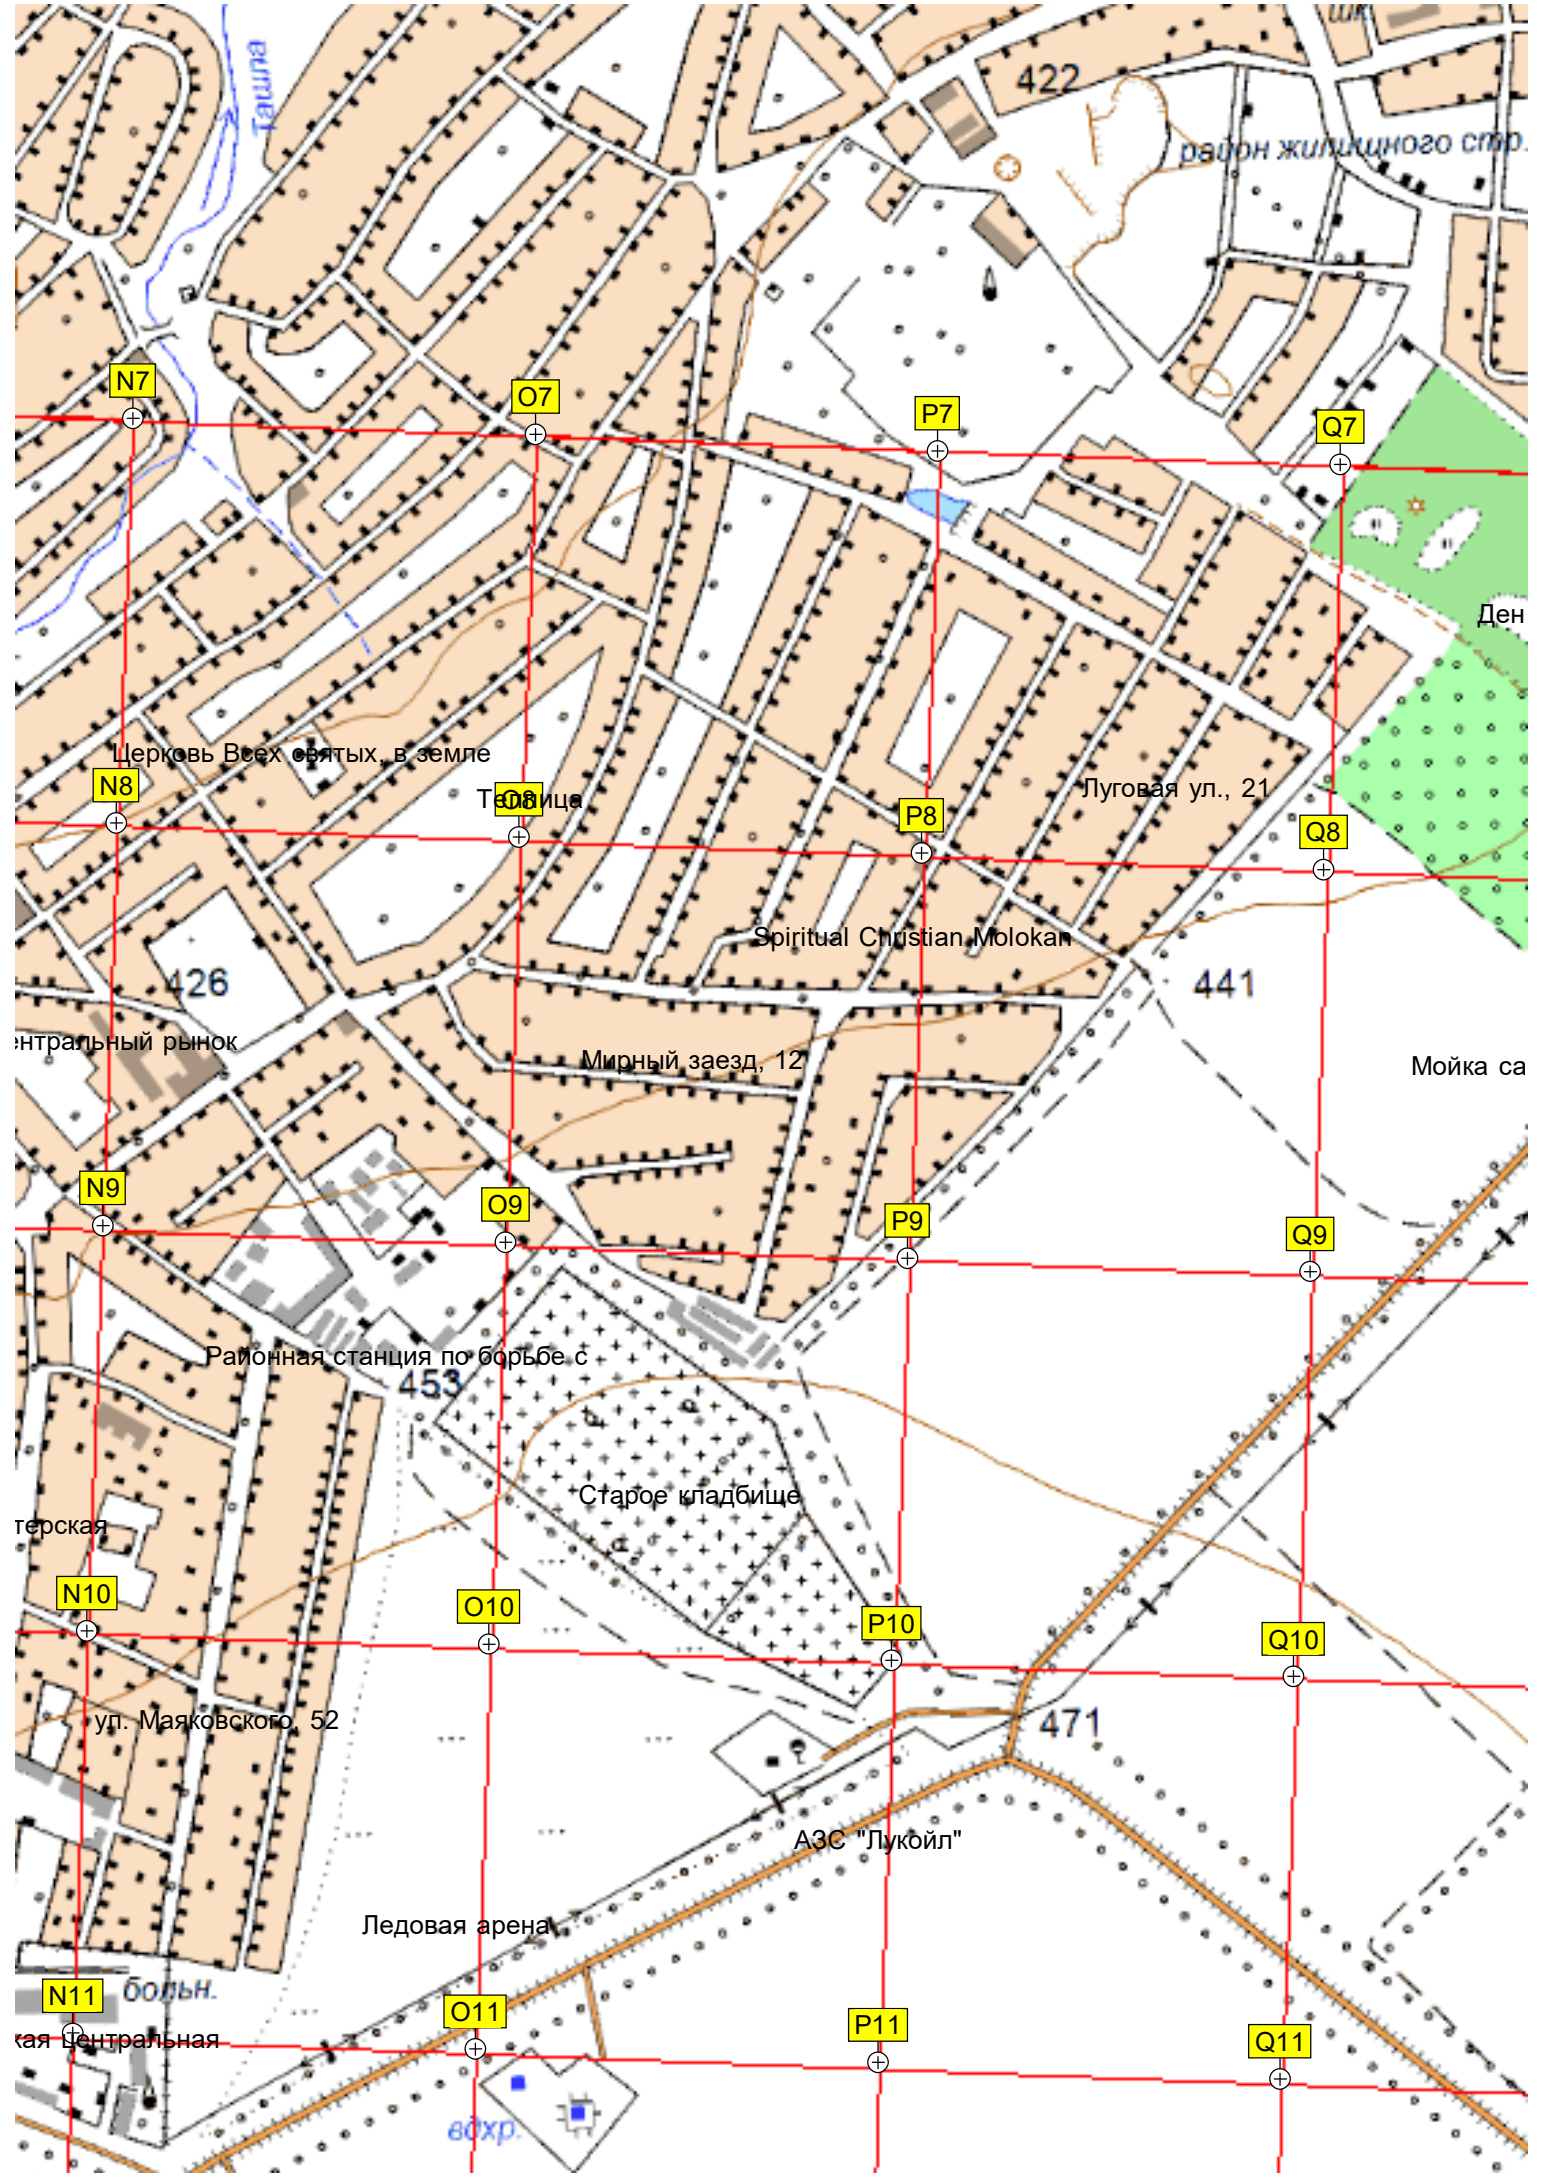 шк.
422
Ташла
район жилищного стр.
N7
O7
P7
Q7
Ден
Церковь Всех святых, в земле
N8
Теплица
O8
P8
Луговая ул., 21
Q8
Spiritual Christian Molokan
426
441
ентральный рынок
Мирный заезд, 12
Мойка са
N9
O9
P9
Q9
Районная станция по борьбе с
453
Старое кладбище
терская
N10
O10
P10
Q10
ул. Маяковского, 52
471
АЗС "Лукойл"
Ледовая арена
больн.
N11
O11
P11
Q11
кая центральная
вдхр.